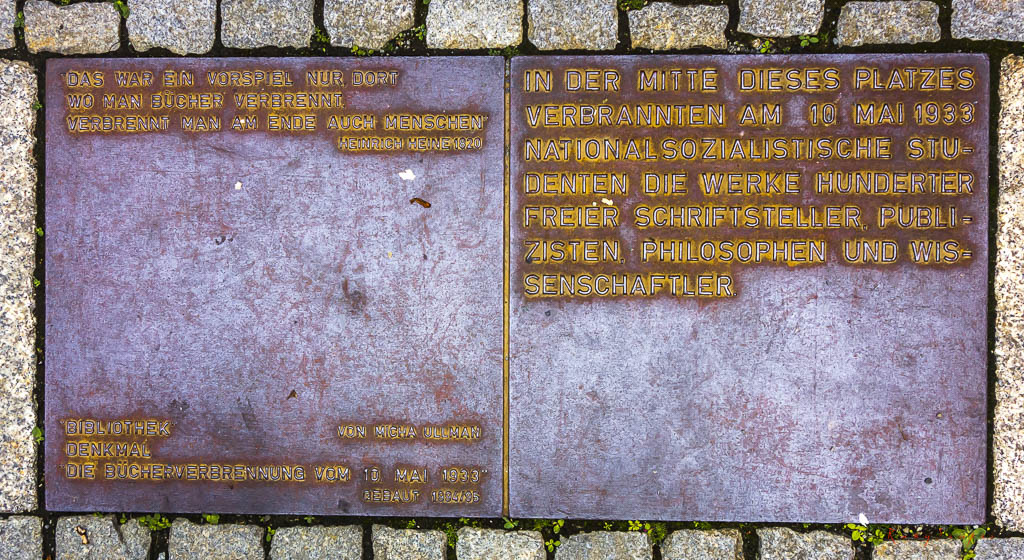 "DAS WAR EIN VORSPIEL NUR, DORT
WO MAN BÜCHER VERBRENNT,
VERBRENNT MAN AM ENDE AUCH MENSCHEN"
HEINRICH HEINE 1820
BIBLIOTHEK
DENKMAL
"DIE BÜCHERVERBRENNUNG VOM 10. MAI 1933"
VON MICHA ULLMAN
GEBAUT
IN DER MITTE DIESES PLATZES
VERBRANNTEN AM 10. MAI 1933
NATIONALSOZIALISTISCHE STU-
DENTEN DIE WERKE HUNDERTER
FREIER SCHRIFTSTELLER, PUBLI-
ZISTEN, PHILOSOPHEN UND WIS-
SENSCHAFTLER.